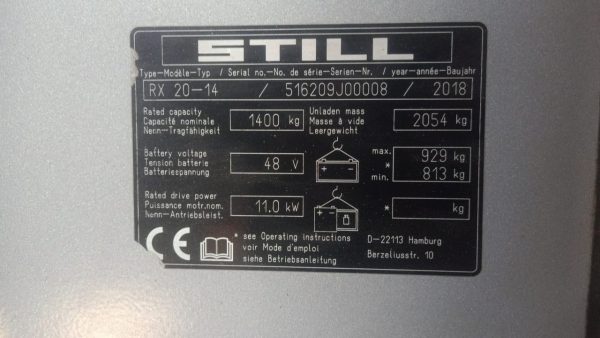 STILL
Type-Modèle-Typ / Serial no.-No. de série-Serien-Nr. / year-année-Baujahr
RX 20-14 / 516209J00008 / 2018
Rated capacity
Capacité nominale
Nenn-Tragfähigkeit
1400 kg
Unladen mass
Masse à vide
Leergewicht
2054 kg
Battery voltage
Tension batterie
Batteriespannung
48 V
max. 929 kg
*
min. 813 kg
Rated drive power
Puissance motr.nom.
Nenn-Antriebsleist.
11.0 kW
* kg
CE
* see Operating instructions
voir Mode d'emploi
siehe Betriebsanleitung
D-22113 Hamburg
Berzeliusstr. 10